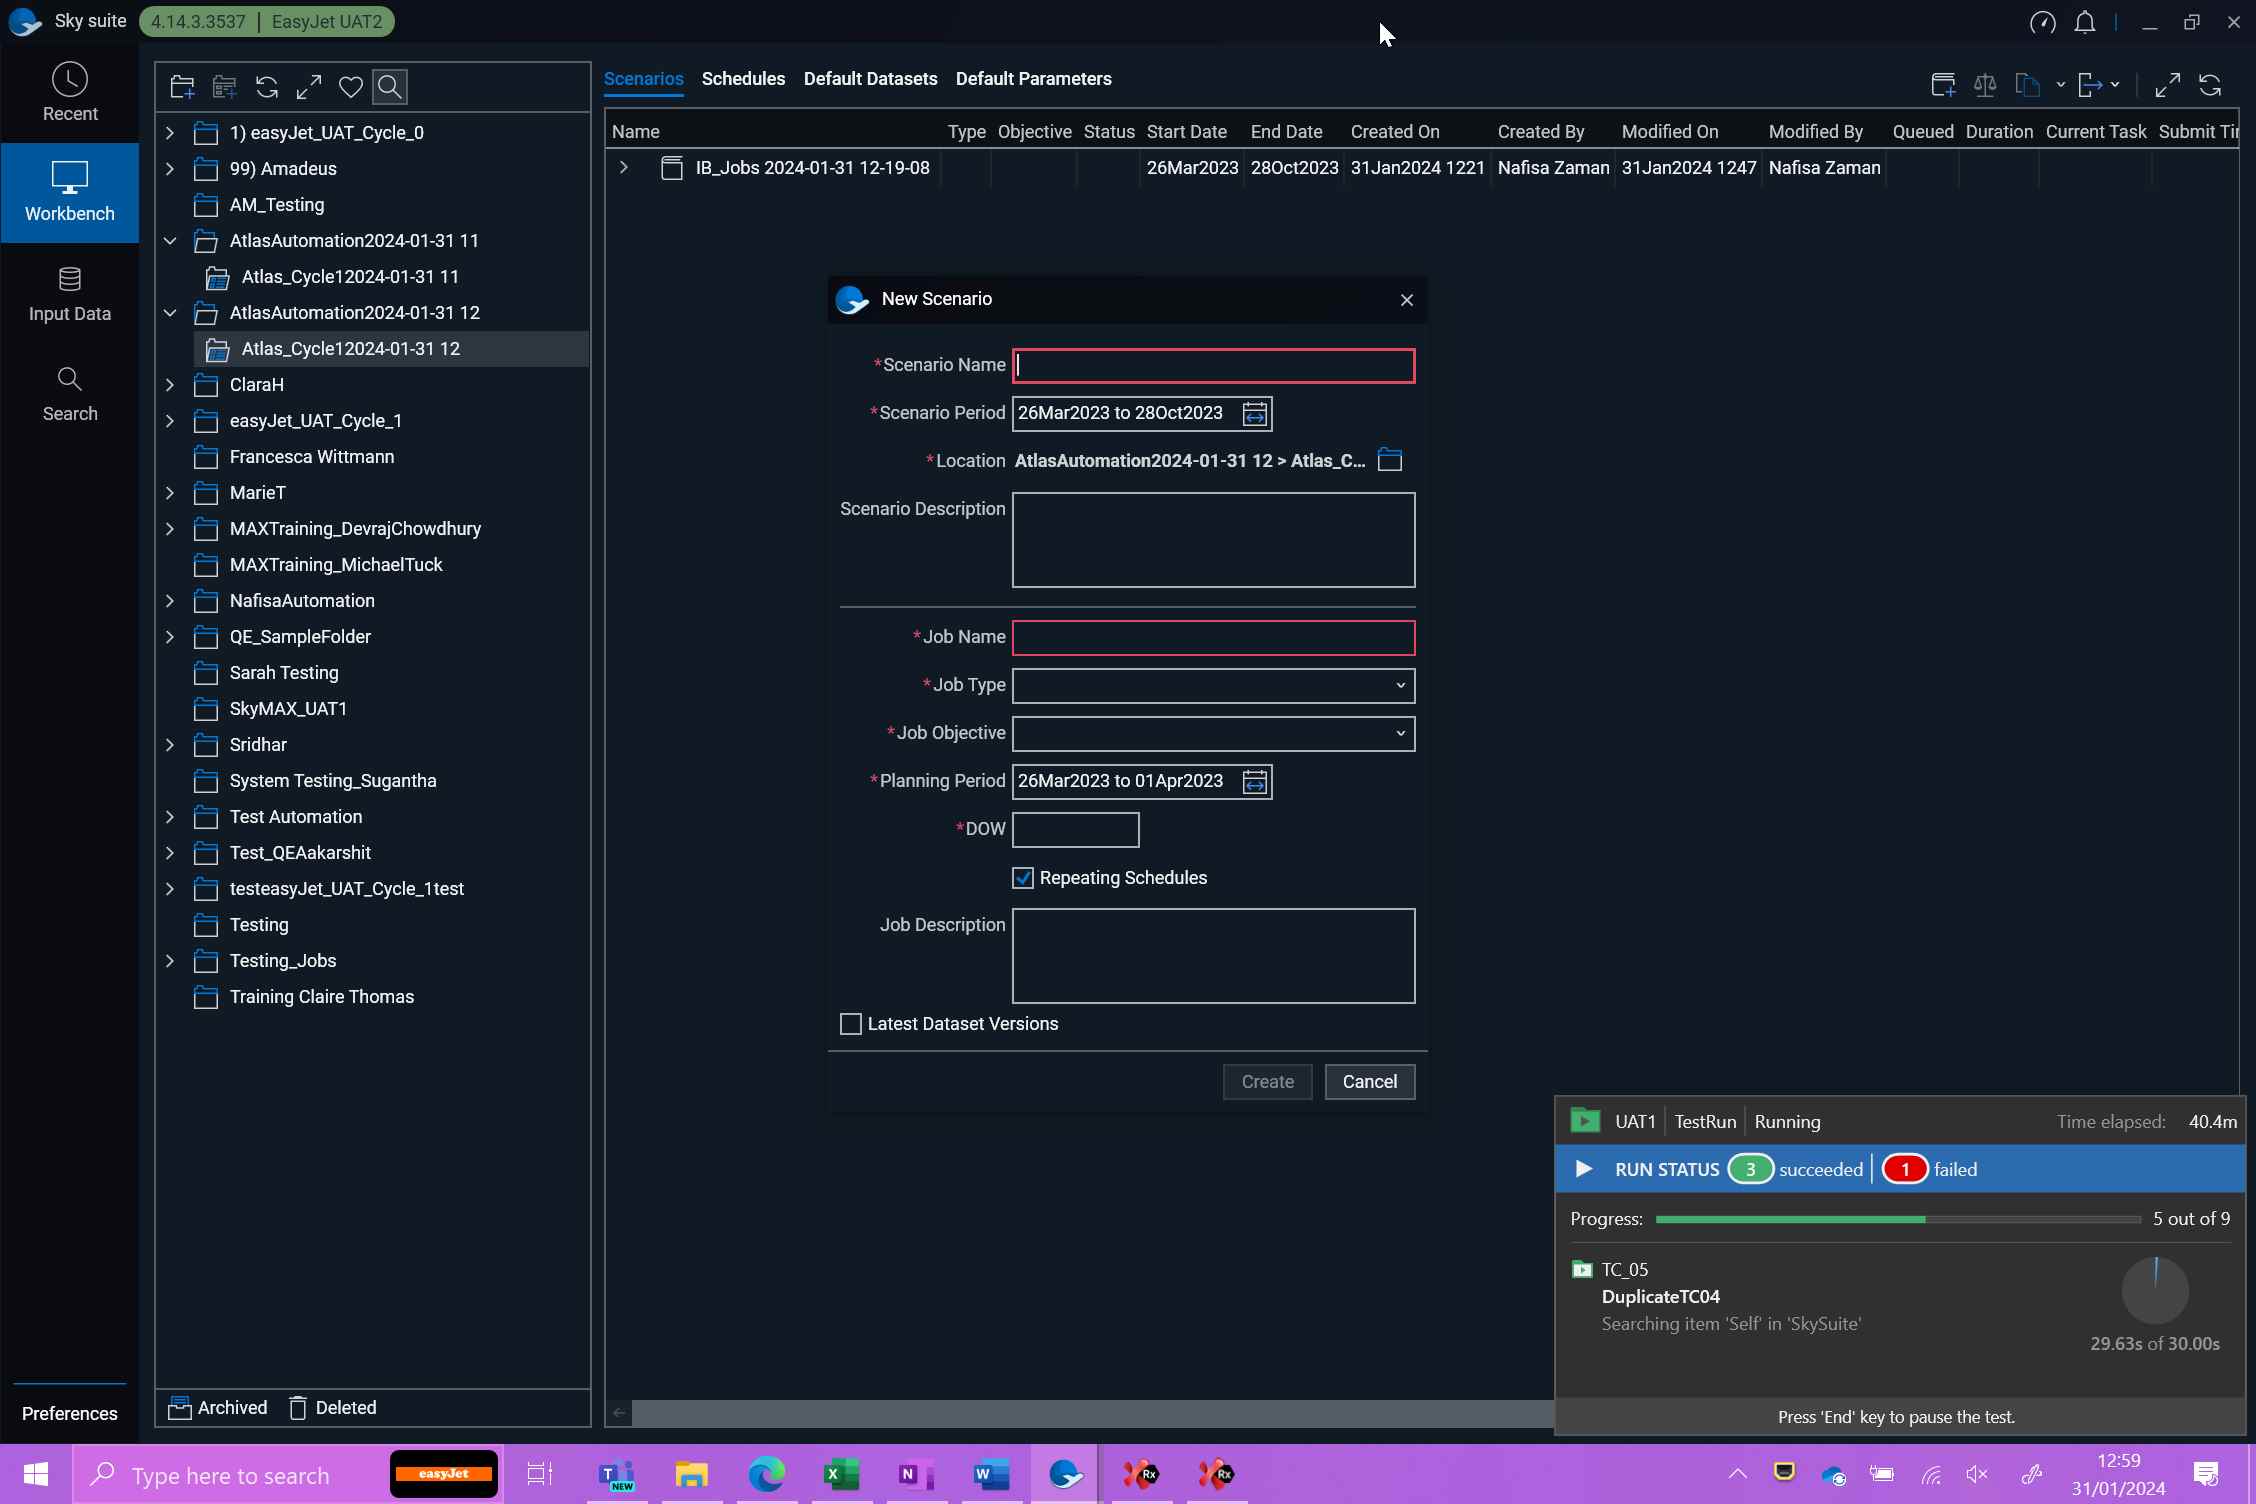 Sky suite
4.14.3.3537 | EasyJet UAT2
Recent
Workbench
Input Data
Search
Preferences
1) easyJet_UAT_Cycle_0
99) Amadeus
AM_Testing
AtlasAutomation2024-01-31 11
Atlas_Cycle12024-01-31 11
AtlasAutomation2024-01-31 12
Atlas_Cycle12024-01-31 12
ClaraH
easyJet_UAT_Cycle_1
Francesca Wittmann
MarieT
MAXTraining_DevrajChowdhury
MAXTraining_MichaelTuck
NafisaAutomation
QE_SampleFolder
Sarah Testing
SkyMAX_UAT1
Sridhar
System Testing_Sugantha
Test Automation
Test_QEAakarshit
testeasyJet_UAT_Cycle_1test
Testing
Testing_Jobs
Training Claire Thomas
Archived Deleted
Scenarios Schedules Default Datasets Default Parameters
Name Type Objective Status Start Date End Date Created On Created By Modified On Modified By Queued Duration Current Task Submit Tir
IB_Jobs 2024-01-31 12-19-08 26Mar2023 28Oct2023 31Jan2024 1221 Nafisa Zaman 31Jan2024 1247 Nafisa Zaman
New Scenario
*Scenario Name
*Scenario Period 26Mar2023 to 28Oct2023
*Location AtlasAutomation2024-01-31 12 > Atlas_C...
Scenario Description
*Job Name
*Job Type
*Job Objective
*Planning Period 26Mar2023 to 01Apr2023
*DOW
Repeating Schedules
Job Description
Latest Dataset Versions
Create Cancel
UAT1 | TestRun | Running Time elapsed: 40.4m
RUN STATUS 3 succeeded | 1 failed
Progress: 5 out of 9
TC_05
DuplicateTC04
Searching item 'Self' in 'SkySuite'
29.63s of 30.00s
Press 'End' key to pause the test.
Type here to search
easyJet
T NEW
X
N
W
Rx
Rx
12:59
31/01/2024